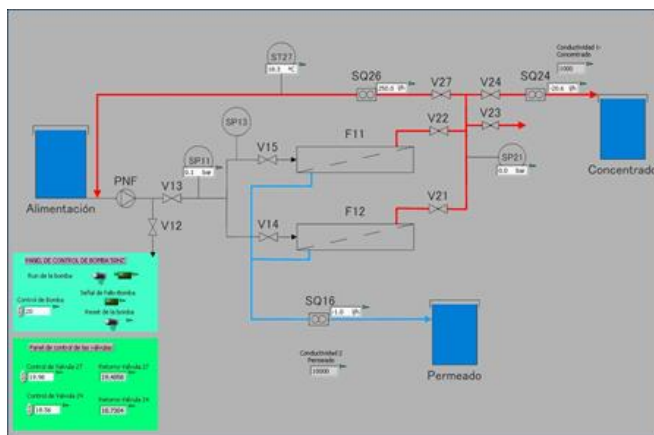 ST27
16.3 ºC
SQ26
250.0
V27
V24
SQ24
-20.6
Conductividad 1-
Concentrado
1000
SP13
F11
V22
V23
V15
PNF
V13
SP11
0.1 bar
SP21
0.0 bar
Concentrado
Alimentación
V12
V14
F12
V21
PANEL DE CONTROL DE BOMBA
Run de la bomba
Señal de Fallo Bomba
Control de Bomba
20
Reset de la bomba
SQ16
-1.0
Conductividad 2
Permeado
10000
Permeado
Panel de control de las válvulas
Control de Válvula 27
Retorno Válvula 27
19.98
19.4058
Control de Válvula 24
Retorno Válvula 24
19.56